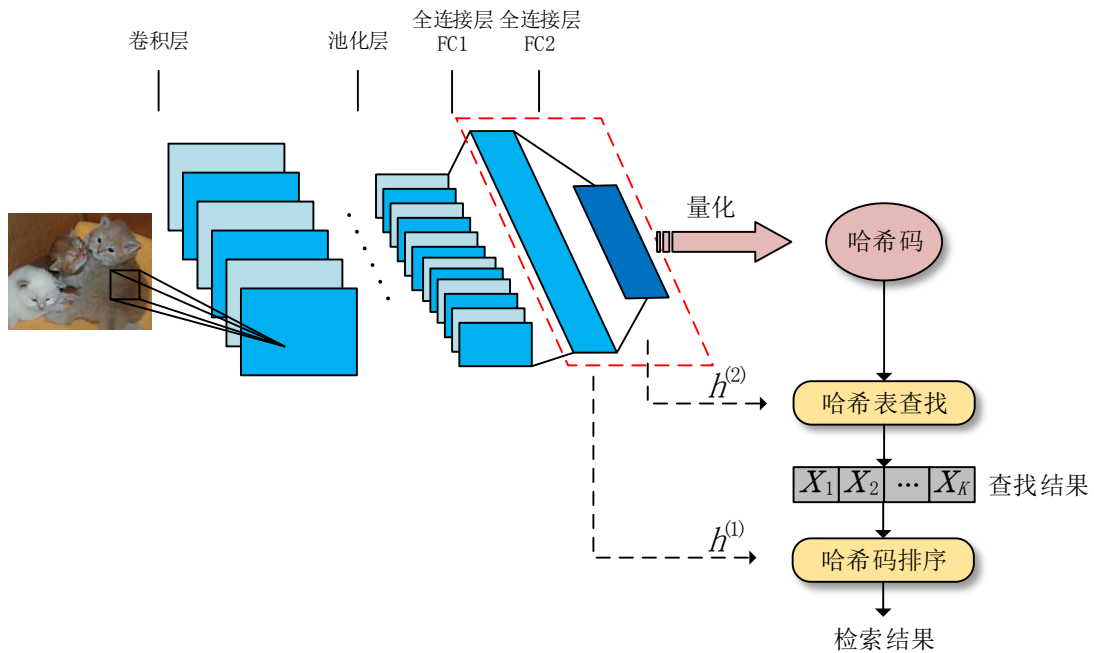 卷积层
池化层
全连接层
FC1
全连接层
FC2
量化
哈希码
h(2)
哈希表查找
X1 X2 ··· XK
查找结果
h(1)
哈希码排序
检索结果